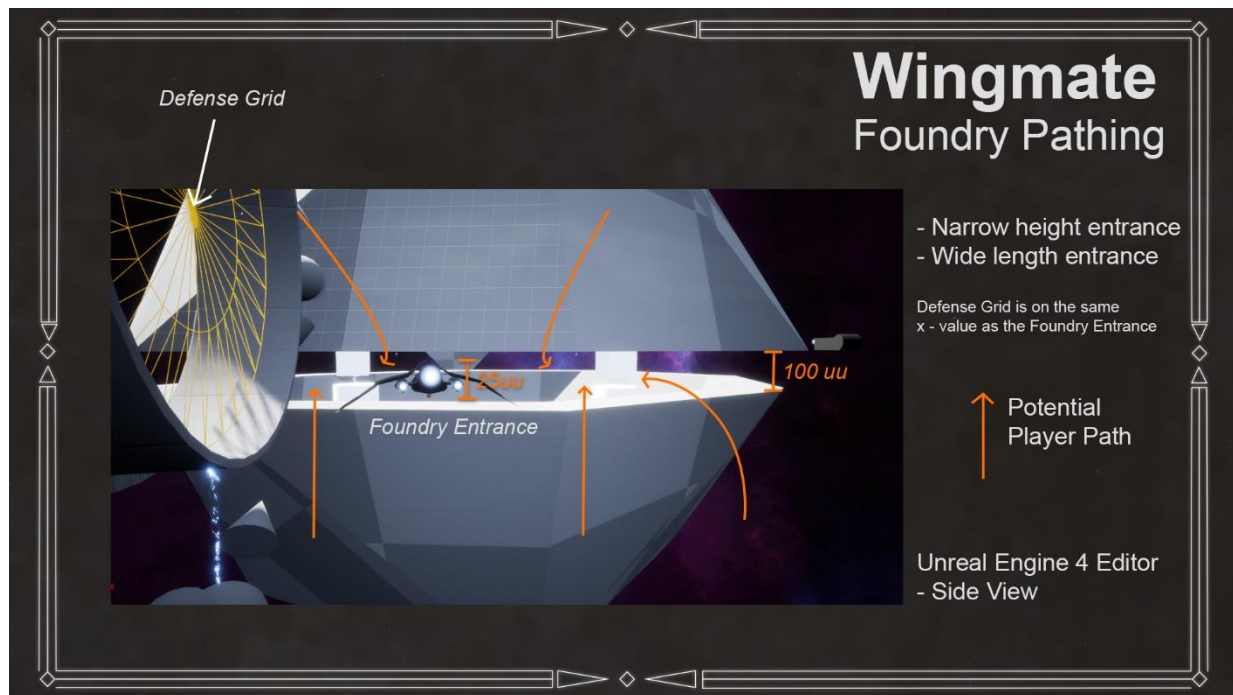 Wingmate
Foundry Pathing
Defense Grid
- Narrow height entrance
- Wide length entrance
Defense Grid is on the same
x - value as the Foundry Entrance
25uu
100 uu
Foundry Entrance
Potential
Player Path
Unreal Engine 4 Editor
- Side View